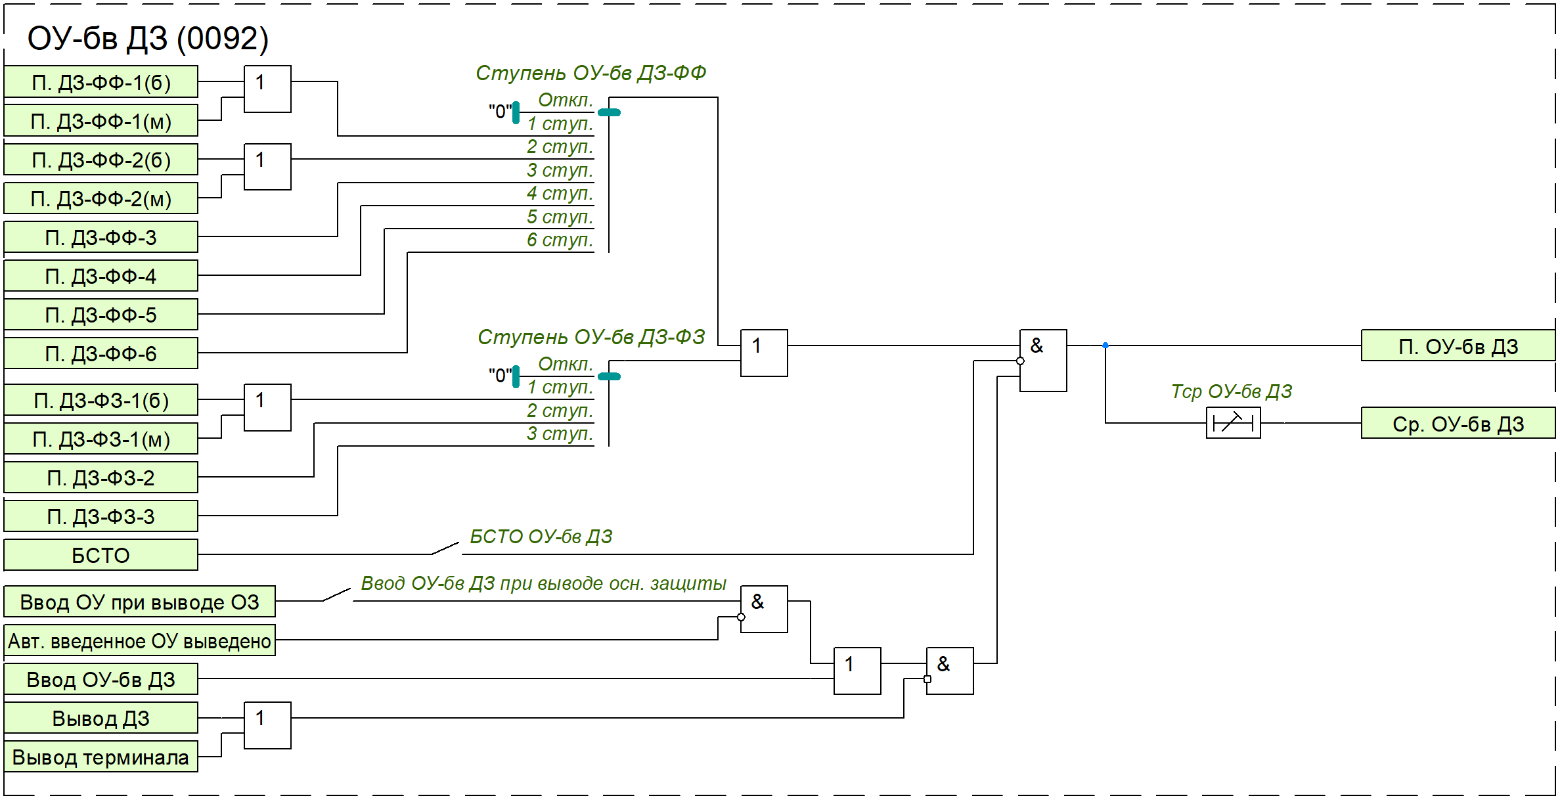 ОУ-бв ДЗ (0092)
П. ДЗ-ФФ-1(б)
1
П. ДЗ-ФФ-1(м)
П. ДЗ-ФФ-2(б)
1
П. ДЗ-ФФ-2(м)
П. ДЗ-ФФ-3
П. ДЗ-ФФ-4
П. ДЗ-ФФ-5
П. ДЗ-ФФ-6
Ступень ОУ-бв ДЗ-ФФ
"0"
Откл.
1 ступ.
2 ступ.
3 ступ.
4 ступ.
5 ступ.
6 ступ.
П. ДЗ-ФЗ-1(б)
1
П. ДЗ-ФЗ-1(м)
П. ДЗ-ФЗ-2
П. ДЗ-ФЗ-3
Ступень ОУ-бв ДЗ-ФЗ
"0"
Откл.
1 ступ.
2 ступ.
3 ступ.
1
&
П. ОУ-бв ДЗ
Тср ОУ-бв ДЗ
Ср. ОУ-бв ДЗ
БСТО
БСТО ОУ-бв ДЗ
Ввод ОУ при выводе ОЗ
Ввод ОУ-бв ДЗ при выводе осн. защиты
&
Авт. введенное ОУ выведено
Ввод ОУ-бв ДЗ
1
&
Вывод ДЗ
1
Вывод терминала